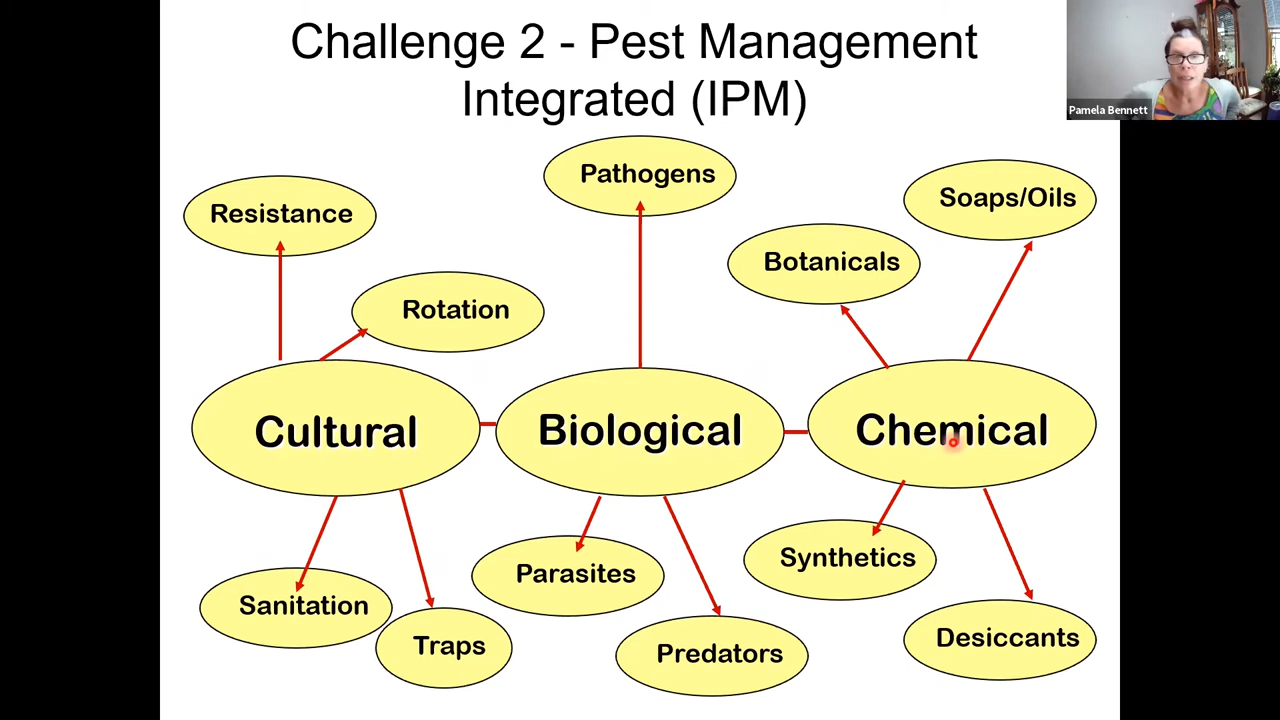 Challenge 2 - Pest Management
Integrated (IPM)
Pamela Bennett
Pathogens
Soaps/Oils
Resistance
Botanicals
Rotation
Cultural
Biological
Chemical
Synthetics
Parasites
Sanitation
Desiccants
Traps
Predators